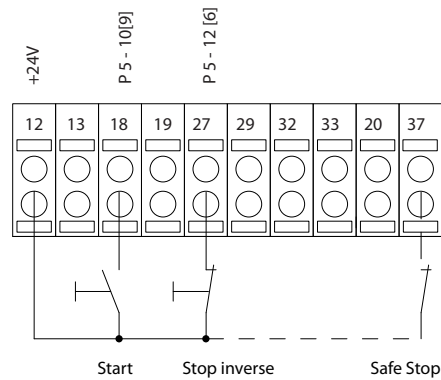 +24V
P 5 - 10[9]
P 5 - 12 [6]
12 13 18 19 27 29 32 33 20 37
Start Stop inverse Safe Stop